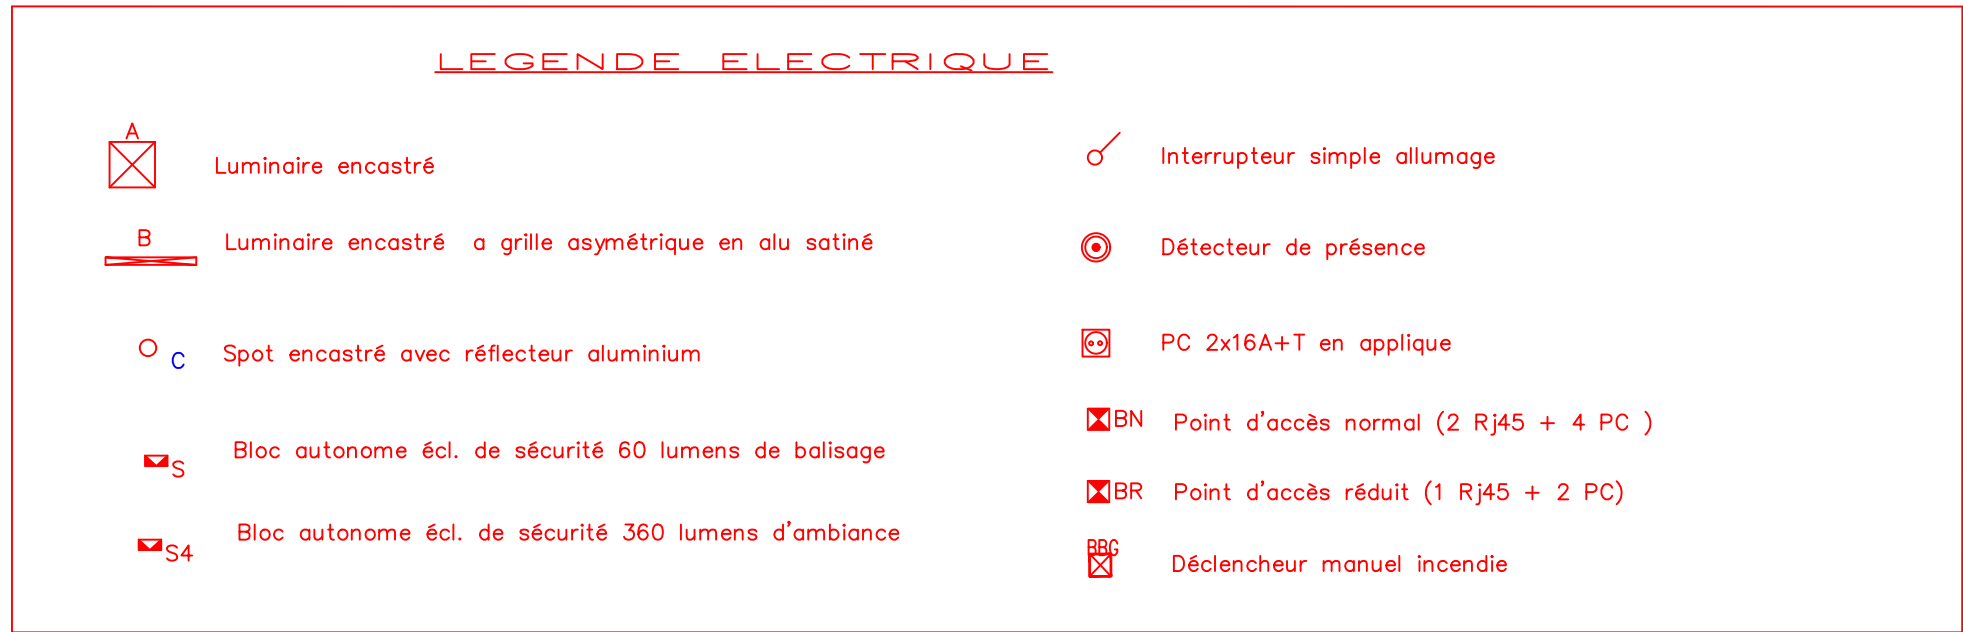 LEGENDE ELECTRIQUE
A
Luminaire encastré
B
Luminaire encastré a grille asymétrique en alu satiné
C
Spot encastré avec réflecteur aluminium
S
Bloc autonome écl. de sécurité 60 lumens de balisage
S4
Bloc autonome écl. de sécurité 360 lumens d'ambiance
Interrupteur simple allumage
Détecteur de présence
PC 2x16A+T en applique
BN Point d'accès normal (2 Rj45 + 4 PC )
BR Point d'accès réduit (1 Rj45 + 2 PC)
BBG
Déclencheur manuel incendie